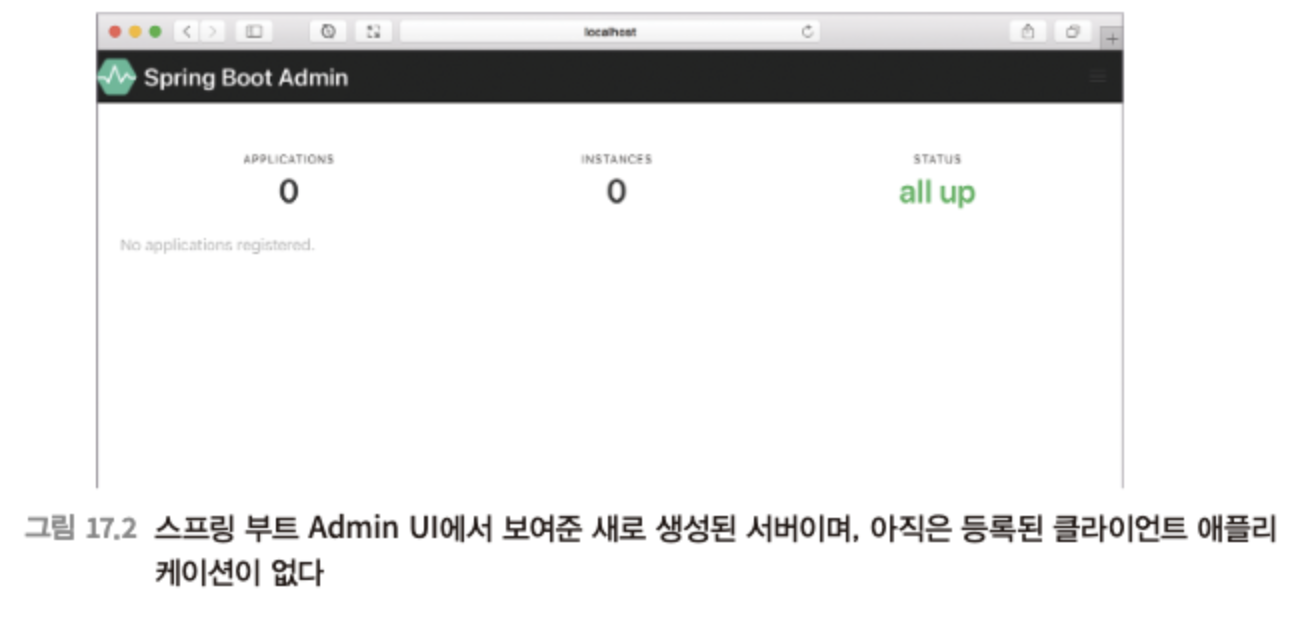 localhost
Spring Boot Admin
APPLICATIONS INSTANCES STATUS
0 0 all up
No applications registered.
그림 17.2 스프링 부트 Admin UI에서 보여준 새로 생성된 서버이며, 아직은 등록된 클라이언트 애플리
케이션이 없다